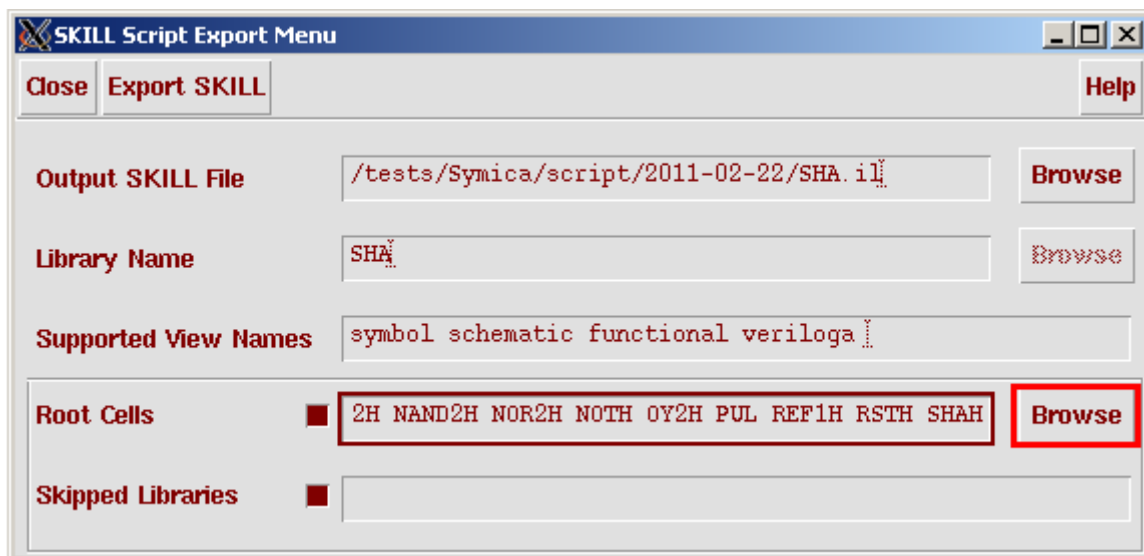 SKILL Script Export Menu
Close Export SKILL Help
Output SKILL File /tests/Symica/script/2011-02-22/SHA.il Browse
Library Name SHA Browse
Supported View Names symbol schematic functional veriloga
Root Cells 2H NAND2H NOR2H NOTH OY2H PUL REF1H RSTH SHAH Browse
Skipped Libraries